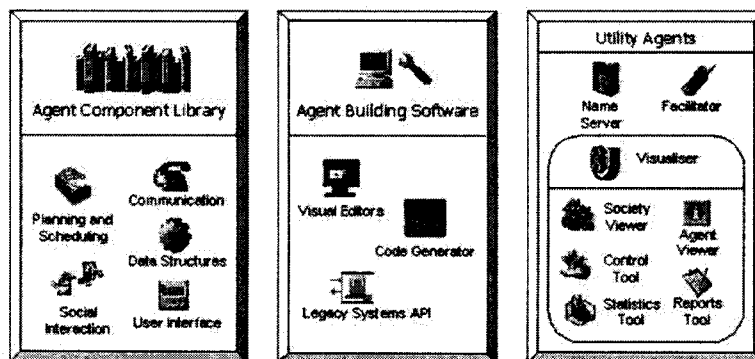 Agent Component Library
Planning and
Scheduling
Communication
Data Structures
Social
Interaction
User Interface
Agent Building Software
Visual Editors
Code Generator
Legacy Systems API
Utility Agents
Name
Server
Facilitator
Visualiser
Society
Viewer
Agent
Viewer
Control
Tool
Statistics
Tool
Reports
Tool